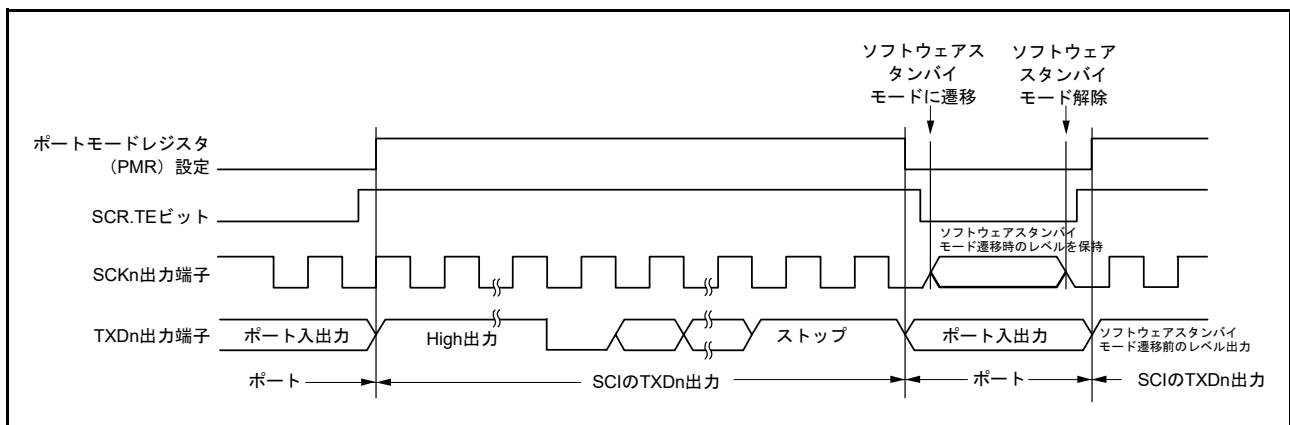 ソフトウェアス
タンバイ
モードに遷移
ソフトウェア
スタンバイ
モード解除
ポートモードレジスタ
（PMR）設定
SCR.TEビット
ソフトウェアスタンバイ
モード遷移時のレベルを保持
SCKn出力端子
TXDn出力端子
ポート入出力
High出力
ストップ
ポート入出力
ソフトウェアスタンバイ
モード遷移前のレベル出力
ポート
SCIのTXDn出力
ポート
SCIのTXDn出力